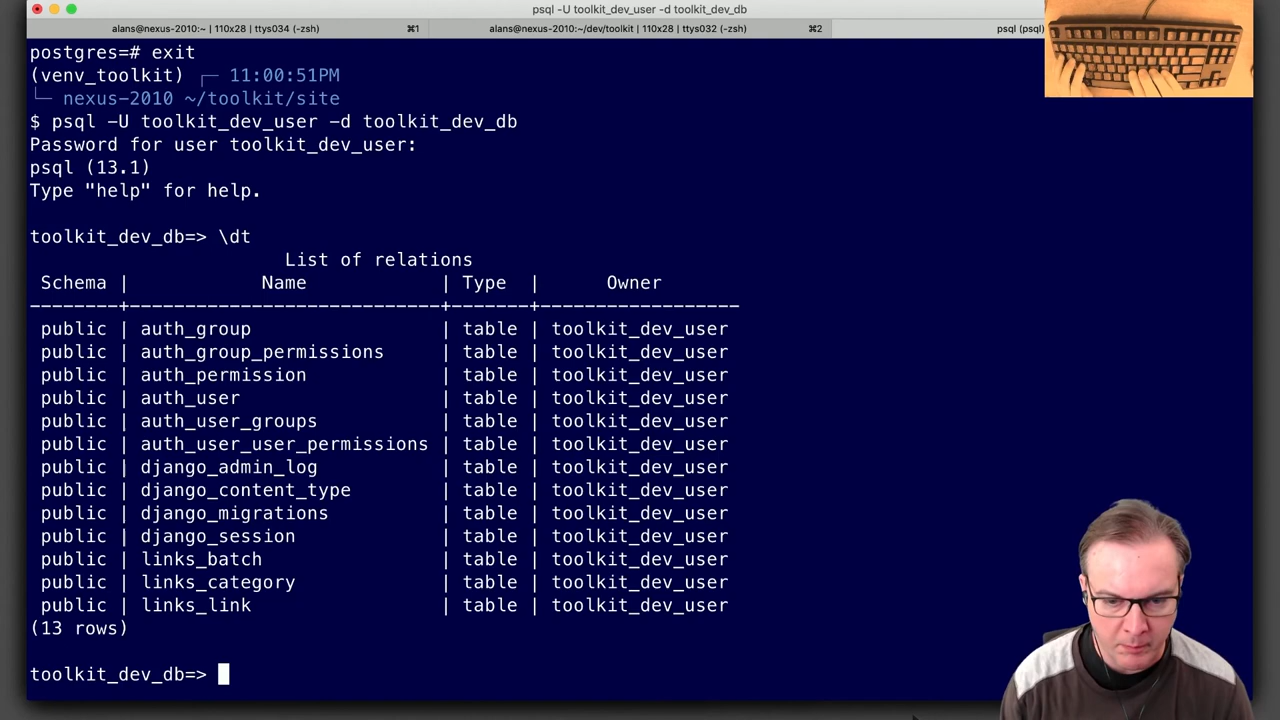 psql -U toolkit_dev_user -d toolkit_dev_db
alans@nexus-2010:~ | 110x28 | ttys034 (-zsh) ⌘1 alans@nexus-2010:~/dev/toolkit | 110x28 | ttys032 (-zsh) ⌘2 psql (psql)
postgres=# exit
(venv_toolkit) ┌─ 11:00:51PM
└─ nexus-2010 ~/toolkit/site
$ psql -U toolkit_dev_user -d toolkit_dev_db
Password for user toolkit_dev_user:
psql (13.1)
Type "help" for help.
toolkit_dev_db=> \dt
List of relations
Schema | Name | Type | Owner
--------+----------------------------+-------+------------------
public | auth_group | table | toolkit_dev_user
public | auth_group_permissions | table | toolkit_dev_user
public | auth_permission | table | toolkit_dev_user
public | auth_user | table | toolkit_dev_user
public | auth_user_groups | table | toolkit_dev_user
public | auth_user_user_permissions | table | toolkit_dev_user
public | django_admin_log | table | toolkit_dev_user
public | django_content_type | table | toolkit_dev_user
public | django_migrations | table | toolkit_dev_user
public | django_session | table | toolkit_dev_user
public | links_batch | table | toolkit_dev_user
public | links_category | table | toolkit_dev_user
public | links_link | table | toolkit_dev_user
(13 rows)
toolkit_dev_db=>